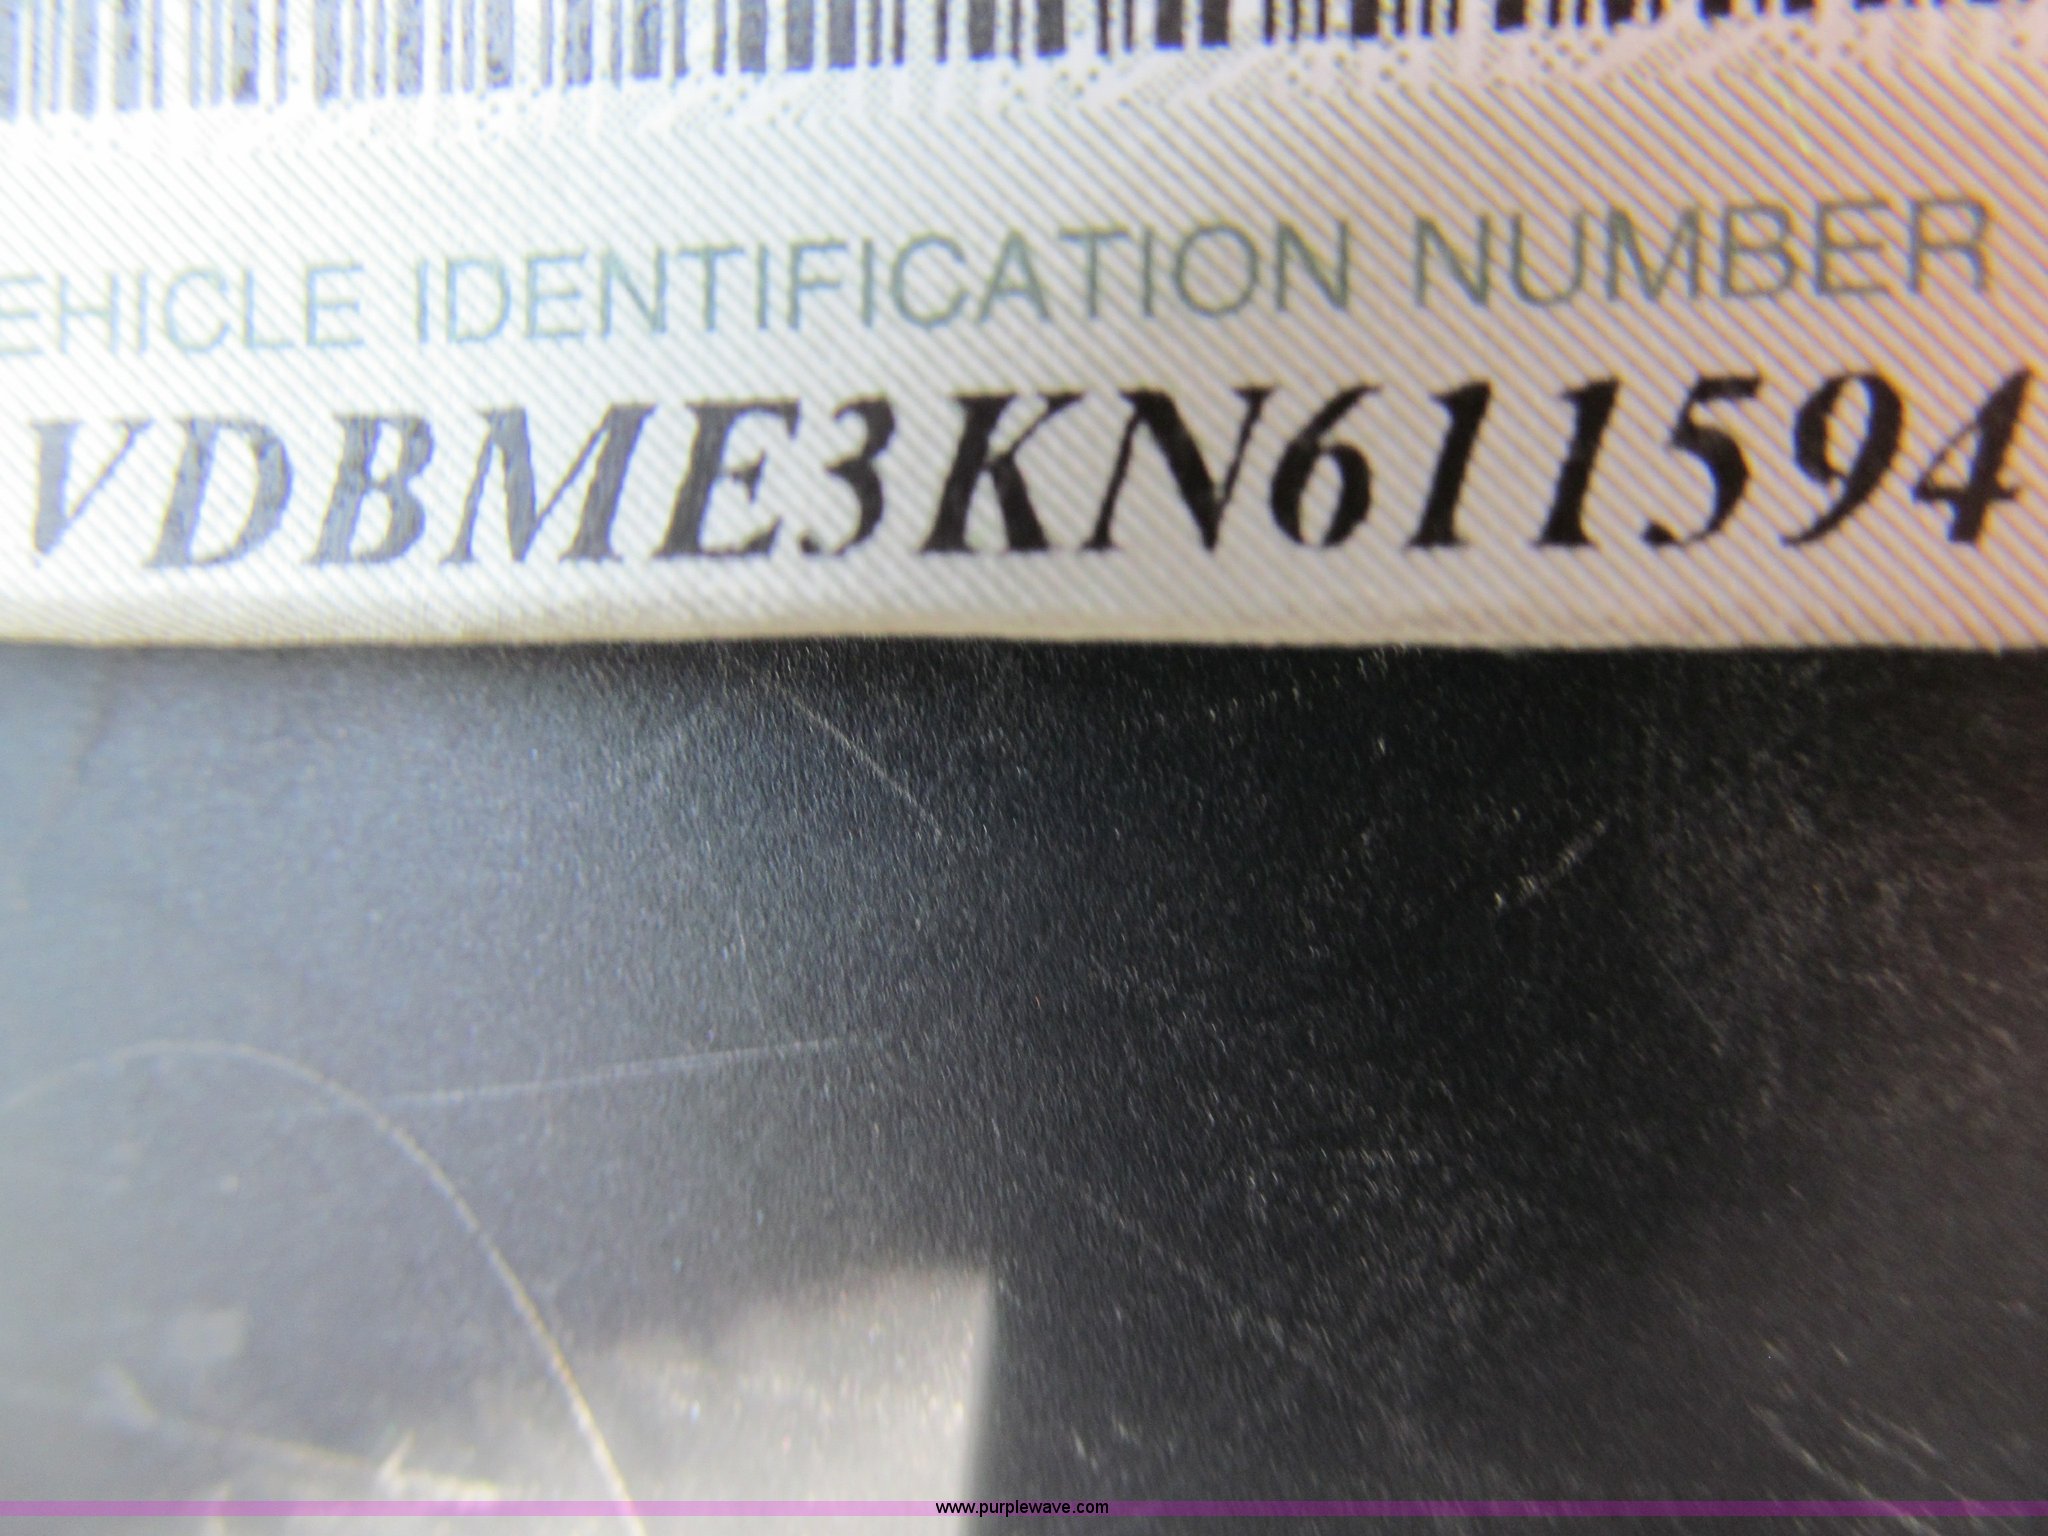 EHICLE IDENTIFICATION NUMBER
VDBME3KN611594
www.purplewave.com